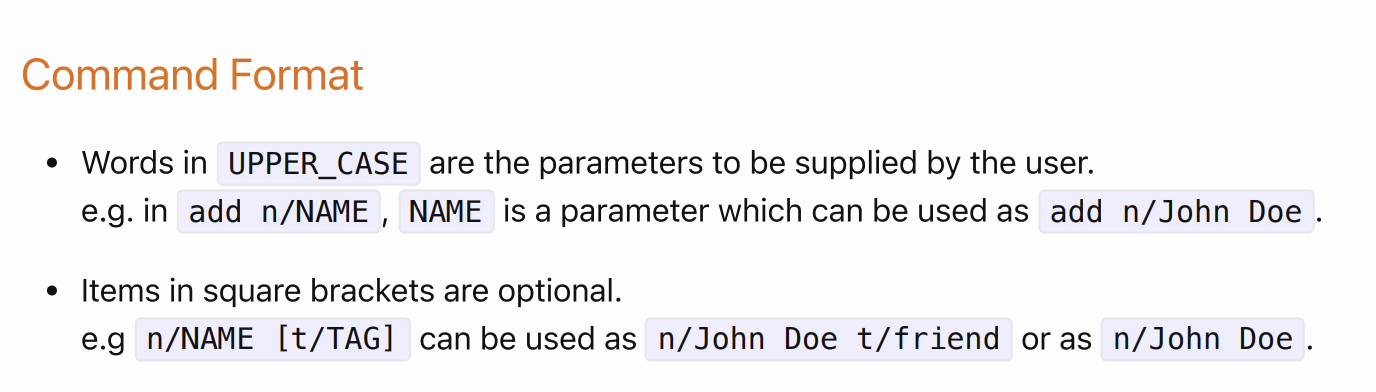 Command Format
• Words in UPPER_CASE are the parameters to be supplied by the user.
e.g. in add n/NAME, NAME is a parameter which can be used as add n/John Doe.
• Items in square brackets are optional.
e.g n/NAME [t/TAG] can be used as n/John Doe t/friend or as n/John Doe.